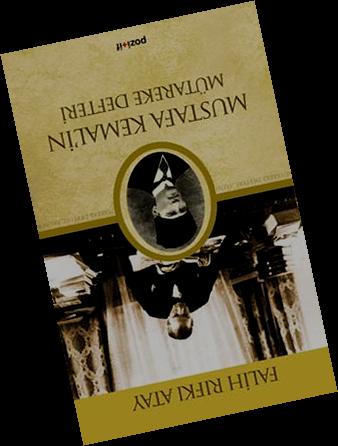 FALİH RIFKI ATAY
MUSTAFA KEMAL'İN
MÜTAREKE DEFTERİ
pozitif